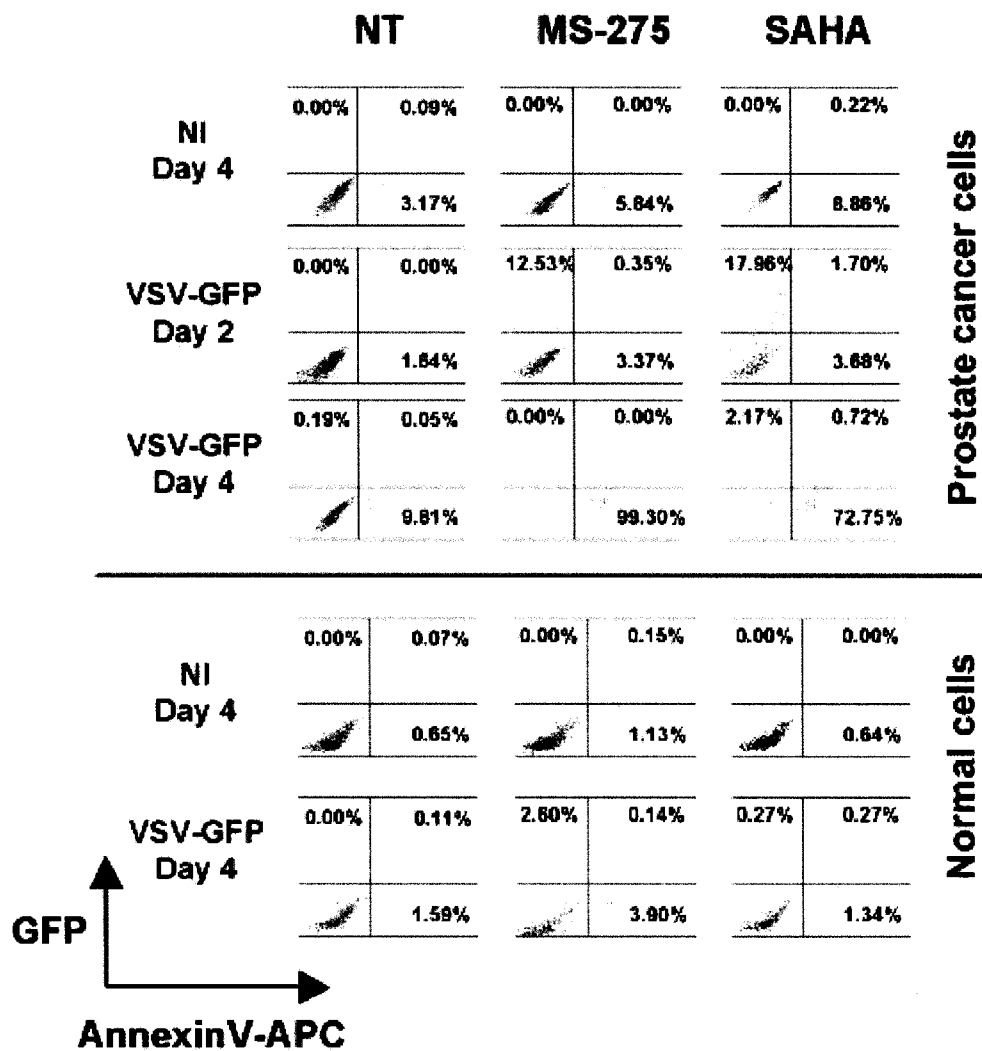 NT MS-275 SAHA
0.00% 0.09% 0.00% 0.00% 0.00% 0.22%
NI
Day 4
3.17% 5.84% 8.86%
0.00% 0.00% 12.53% 0.35% 17.96% 1.70%
VSV-GFP
Day 2
1.64% 3.37% 3.68%
0.19% 0.05% 0.00% 0.00% 2.17% 0.72%
VSV-GFP
Day 4
9.81% 99.30% 72.75%
Prostate cancer cells
0.00% 0.07% 0.00% 0.15% 0.00% 0.00%
NI
Day 4
0.65% 1.13% 0.64%
0.00% 0.11% 2.60% 0.14% 0.27% 0.27%
VSV-GFP
Day 4
1.59% 3.90% 1.34%
Normal cells
GFP
AnnexinV-APC